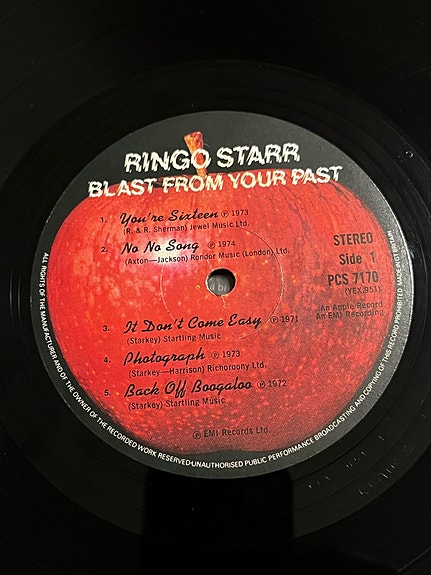 RINGO STARR
BLAST FROM YOUR PAST
1. You're Sixteen ℗ 1973
(R. & R. Sherman) Jewel Music Ltd.
2. No No Song ℗ 1974
(Axton—Jackson) Rondor Music (London) Ltd.
STEREO
Side 1
PCS 7170
(YEX.951)
An Apple Record
An EMI Recording
3. It Don't Come Easy ℗ 1971
(Starkey) Startling Music
4. Photograph ℗ 1973
(Starkey—Harrison) Richoroony Ltd.
5. Back Off Boogaloo ℗ 1972
(Starkey) Startling Music
℗ EMI Records Ltd.
ALL RIGHTS OF THE MANUFACTURER AND OF THE OWNER OF THE RECORDED WORK RESERVED·UNAUTHORISED PUBLIC PERFORMANCE BROADCASTING AND COPYING OF THIS RECORD PROHIBITED MADE IN GT BRITAIN